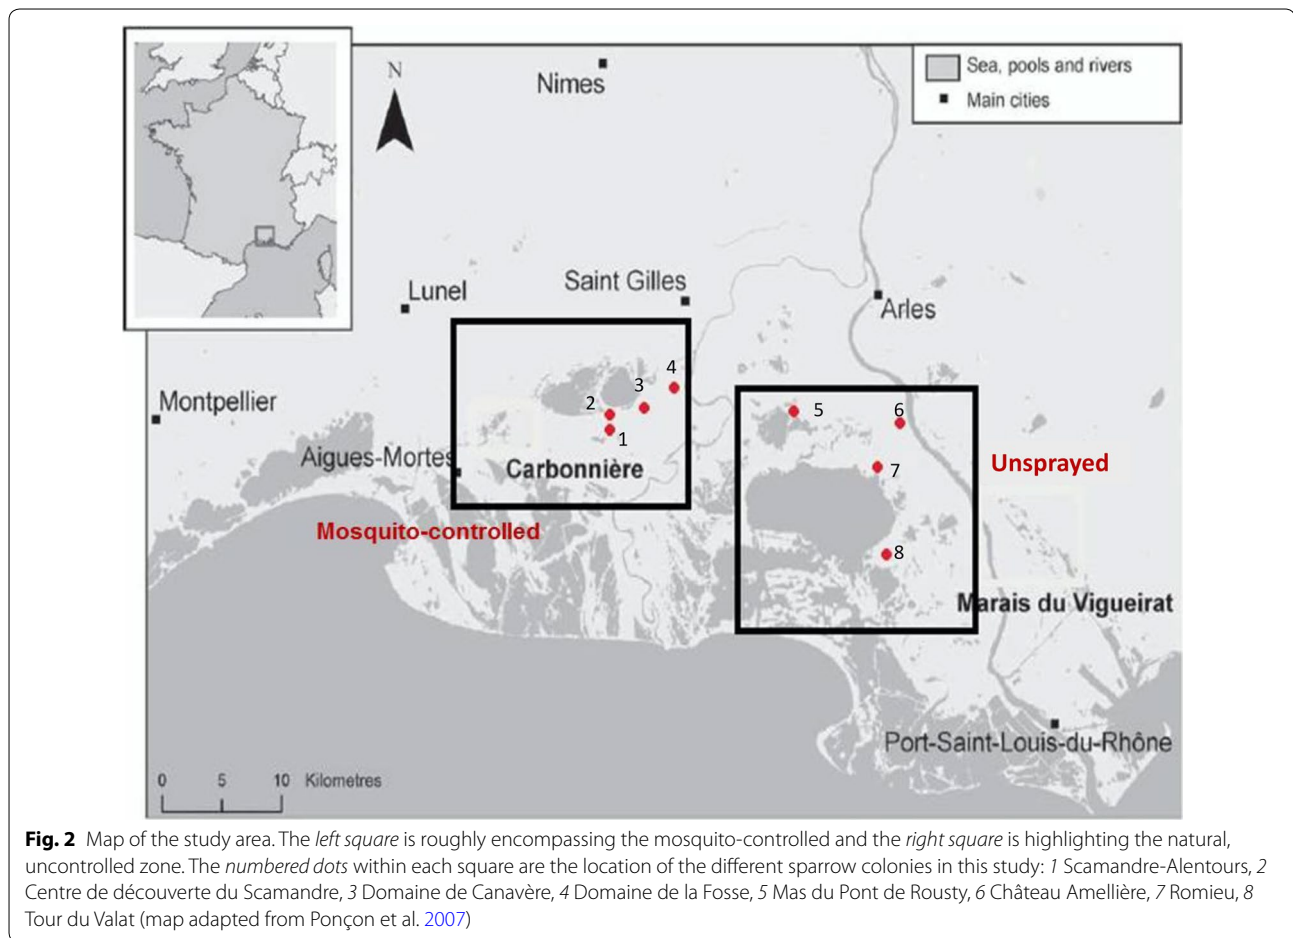 N
Nimes
Sea, pools and rivers
Main cities
Lunel
Saint Gilles
Arles
Montpellier
4
3
2
1
5
6
7
8
Aigues-Mortes
Carbonnière
Unsprayed
Mosquito-controlled
Marais du Vigueirat
Port-Saint-Louis-du-Rhône
0 5 10 Kilometres
Fig. 2 Map of the study area. The left square is roughly encompassing the mosquito-controlled and the right square is highlighting the natural,
uncontrolled zone. The numbered dots within each square are the location of the different sparrow colonies in this study: 1 Scamandre-Alentours, 2
Centre de découverte du Scamandre, 3 Domaine de Canavère, 4 Domaine de la Fosse, 5 Mas du Pont de Rousty, 6 Château Amellière, 7 Romieu, 8
Tour du Valat (map adapted from Ponçon et al. 2007)